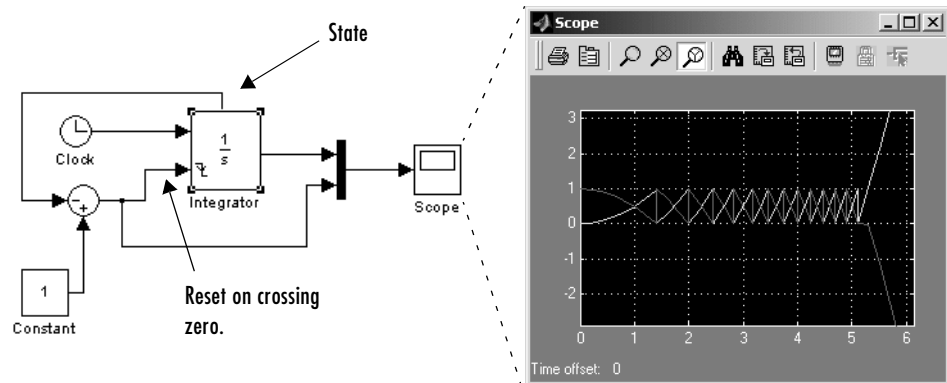 State
Clock
1
s
Integrator
-
+
1
Constant
Reset on crossing
zero.
Scope
Scope
3
2
1
0
-1
-2
0 1 2 3 4 5 6
Time offset: 0